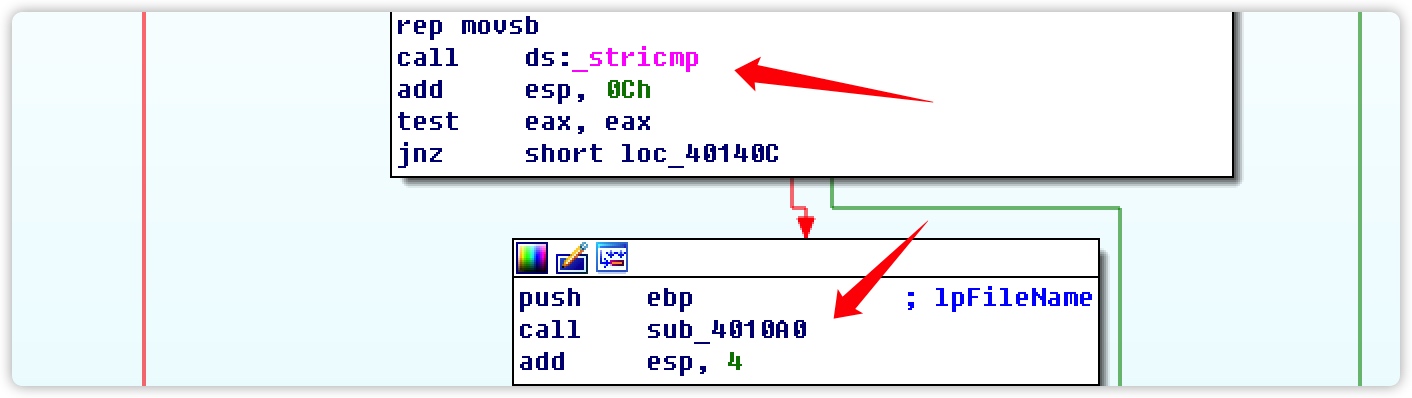 rep movsb
call ds:_stricmp
add esp, 0Ch
test eax, eax
jnz short loc_40140C
push ebp ; lpFileName
call sub_4010A0
add esp, 4